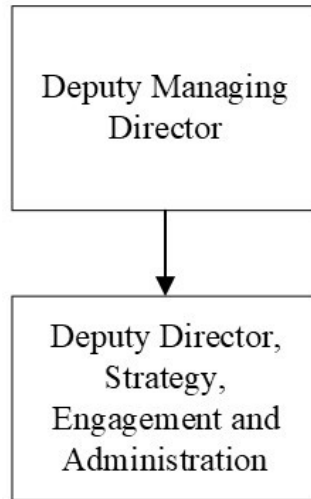 Deputy Managing
Director
Deputy Director,
Strategy,
Engagement and
Administration